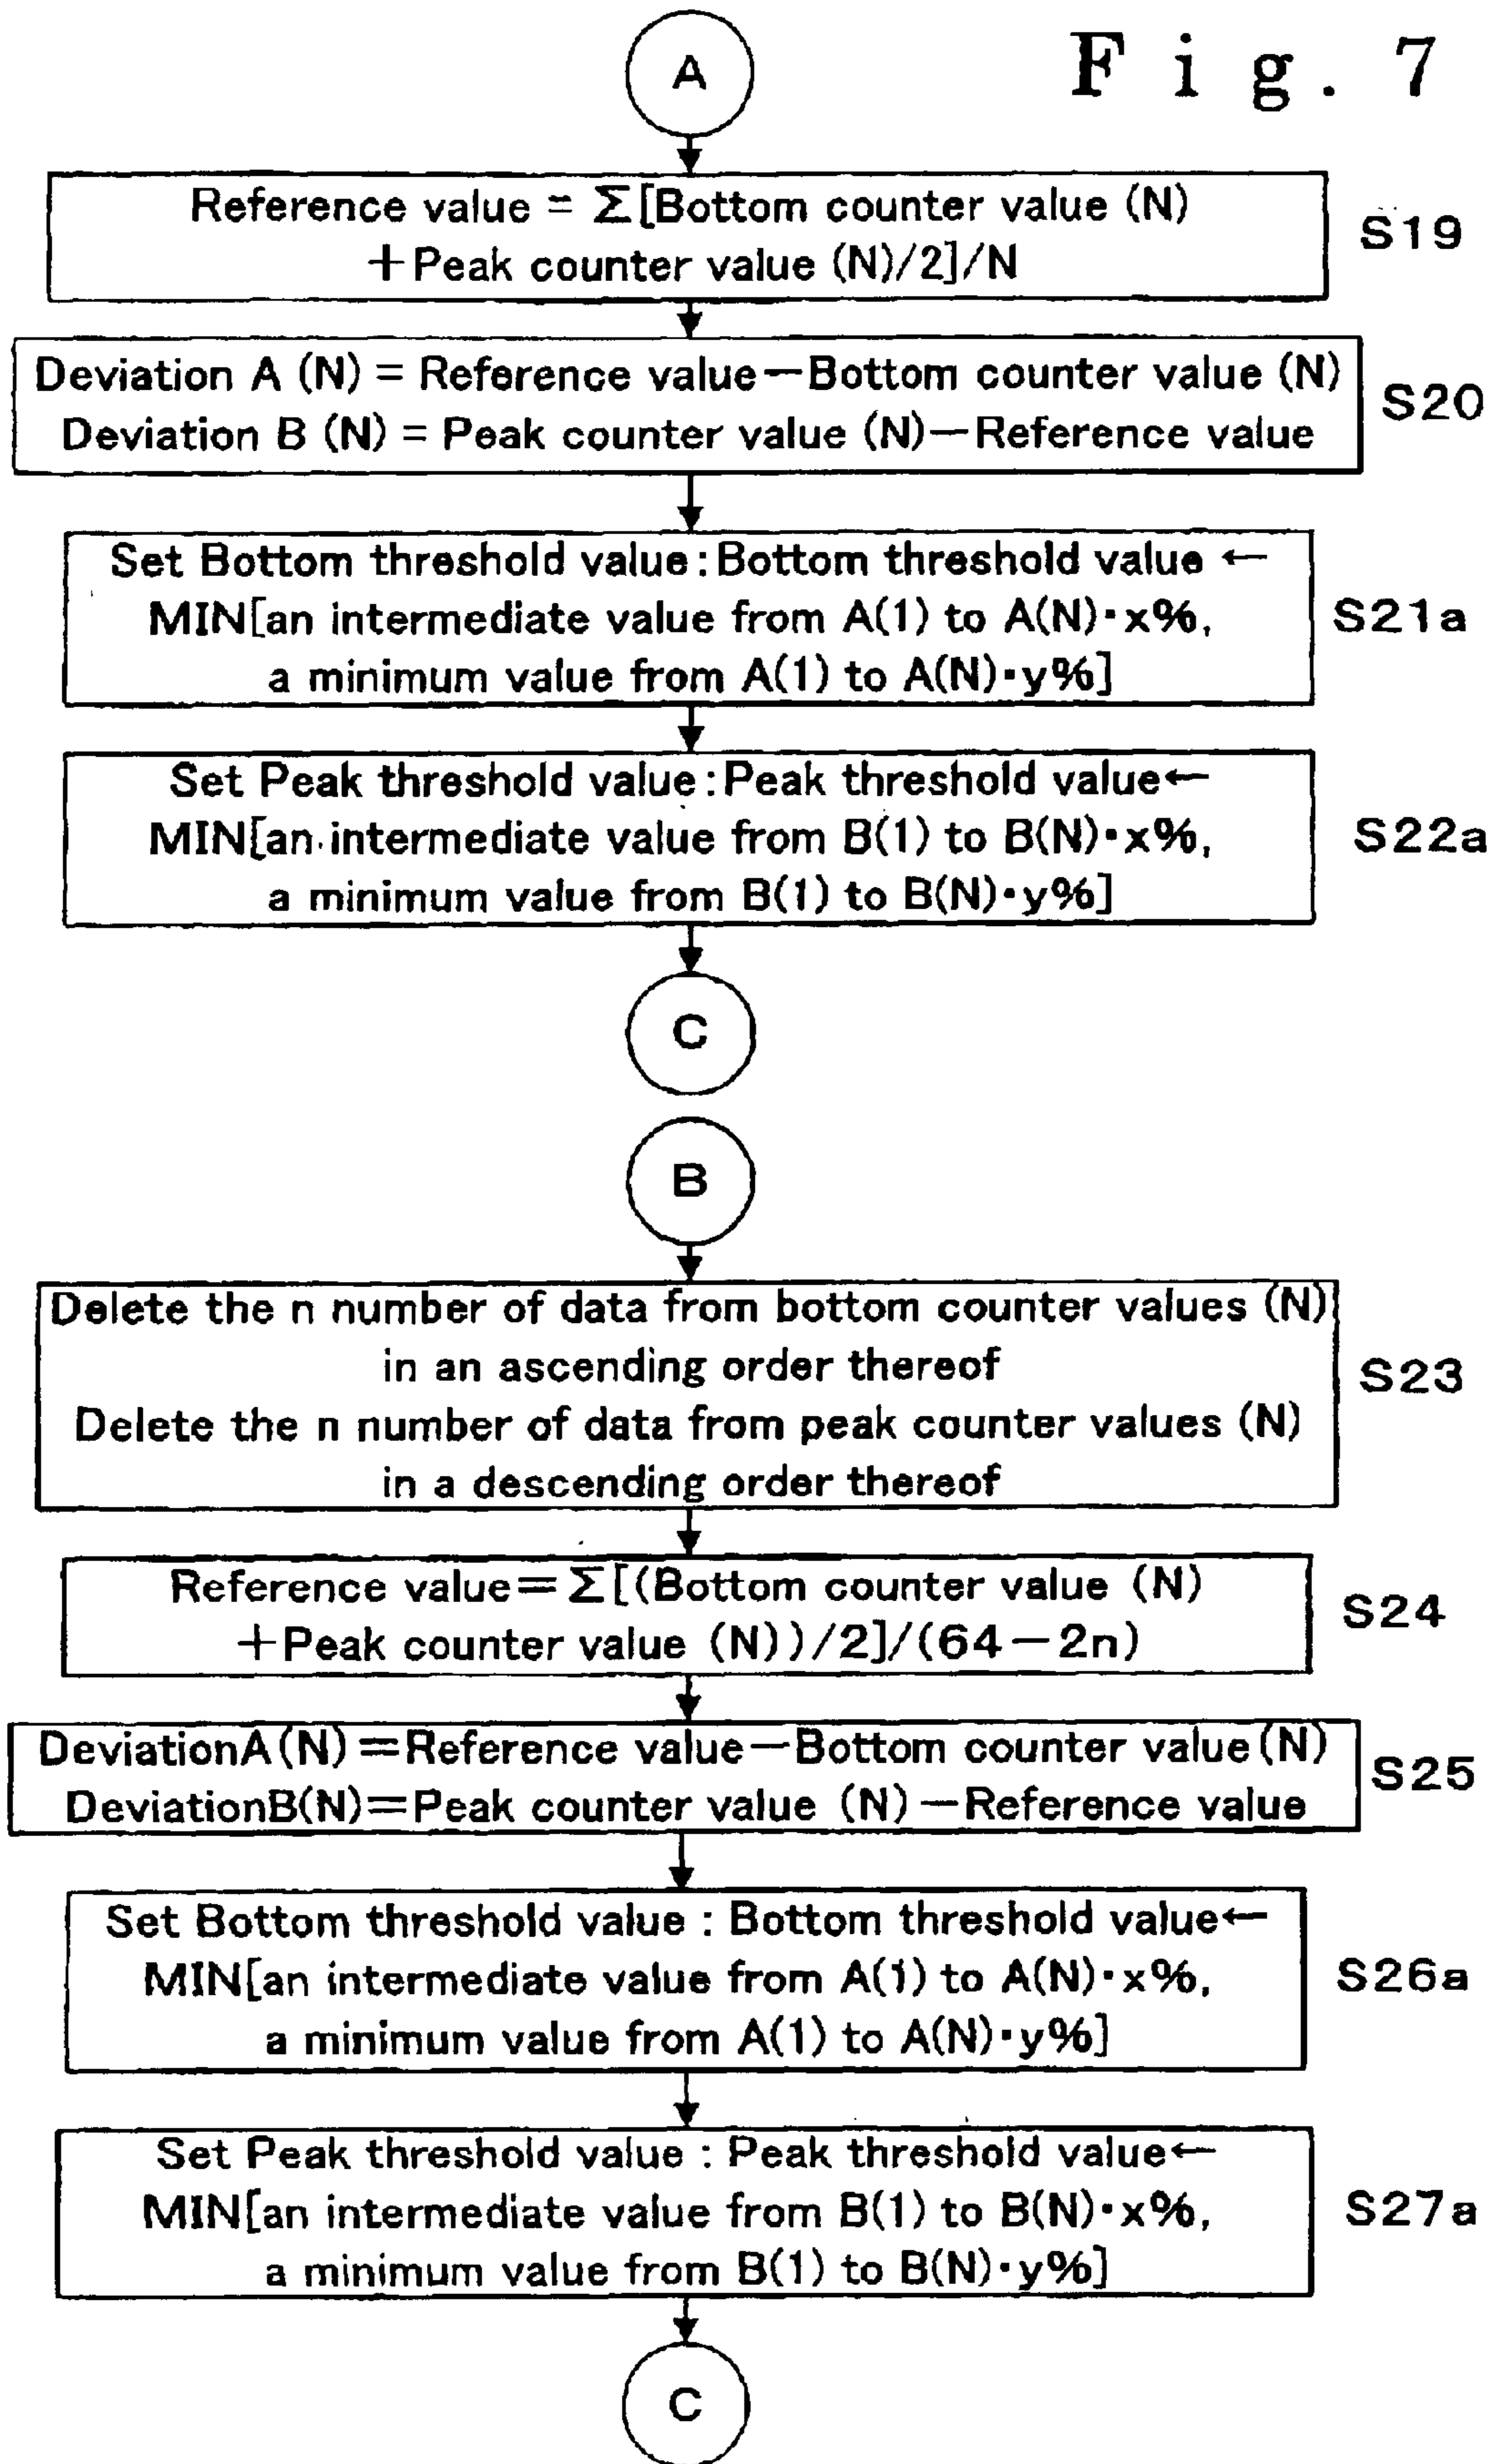 Fig. 7
A
Reference value = Σ[Bottom counter value (N)
+Peak counter value (N)/2]/N
S19
Deviation A (N) = Reference value—Bottom counter value (N)
Deviation B (N) = Peak counter value (N)—Reference value
S20
Set Bottom threshold value:Bottom threshold value ←
MIN[an intermediate value from A(1) to A(N)·x%,
a minimum value from A(1) to A(N)·y%]
S21a
Set Peak threshold value:Peak threshold value←
MIN[an intermediate value from B(1) to B(N)·x%,
a minimum value from B(1) to B(N)·y%]
S22a
C
B
Delete the n number of data from bottom counter values (N)
in an ascending order thereof
Delete the n number of data from peak counter values (N)
in a descending order thereof
S23
Reference value=Σ[(Bottom counter value (N)
+Peak counter value (N))/2]/(64-2n)
S24
DeviationA(N)=Reference value—Bottom counter value(N)
DeviationB(N)=Peak counter value (N)—Reference value
S25
Set Bottom threshold value : Bottom threshold value←
MIN[an intermediate value from A(1) to A(N)·x%,
a minimum value from A(1) to A(N)·y%]
S26a
Set Peak threshold value : Peak threshold value←
MIN[an intermediate value from B(1) to B(N)·x%,
a minimum value from B(1) to B(N)·y%]
S27a
C